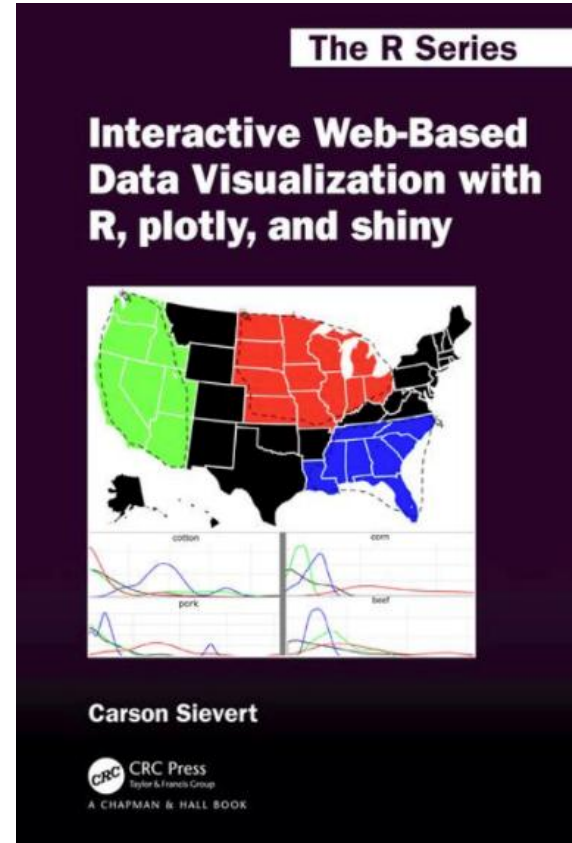 The R Series
Interactive Web-Based
Data Visualization with
R, plotly, and shiny
cotton
corn
pork
beef
Carson Sievert
CRC
CRC Press
Taylor & Francis Group
A CHAPMAN & HALL BOOK